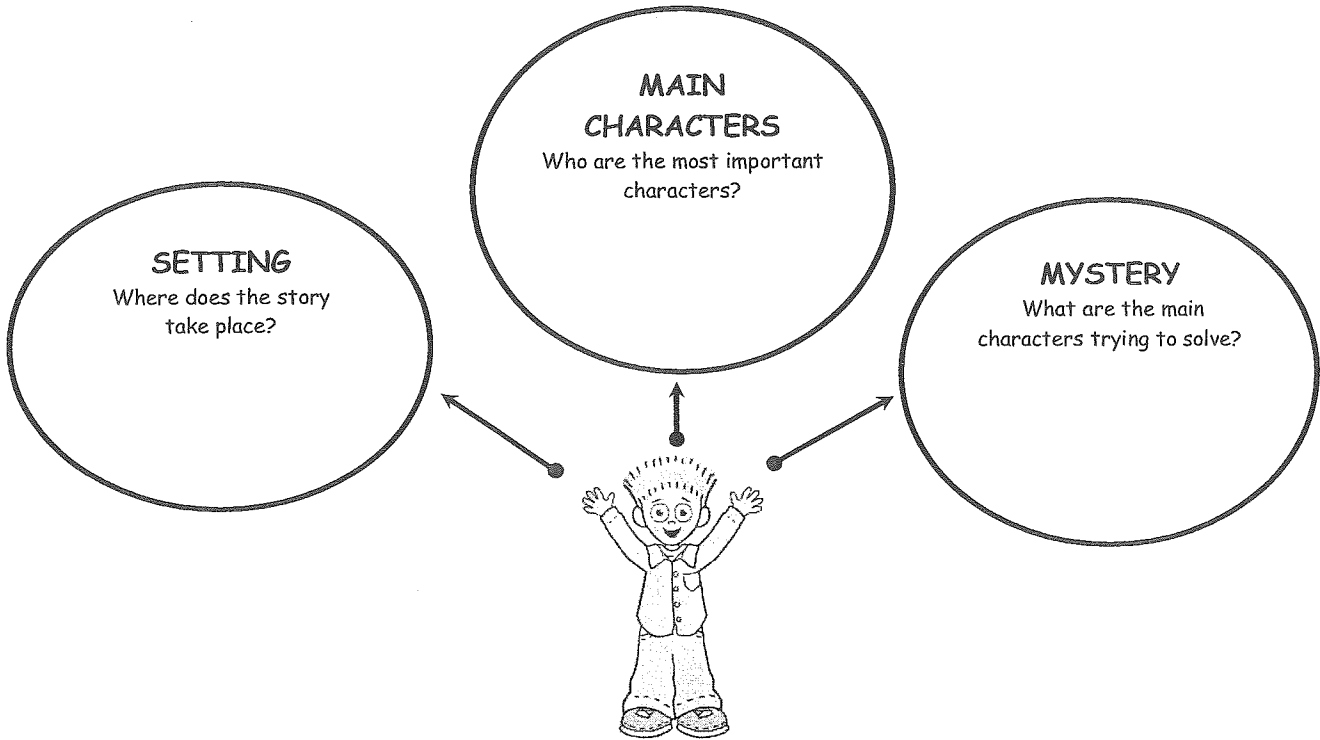 MAIN
CHARACTERS
Who are the most important
characters?
SETTING
Where does the story
take place?
MYSTERY
What are the main
characters trying to solve?